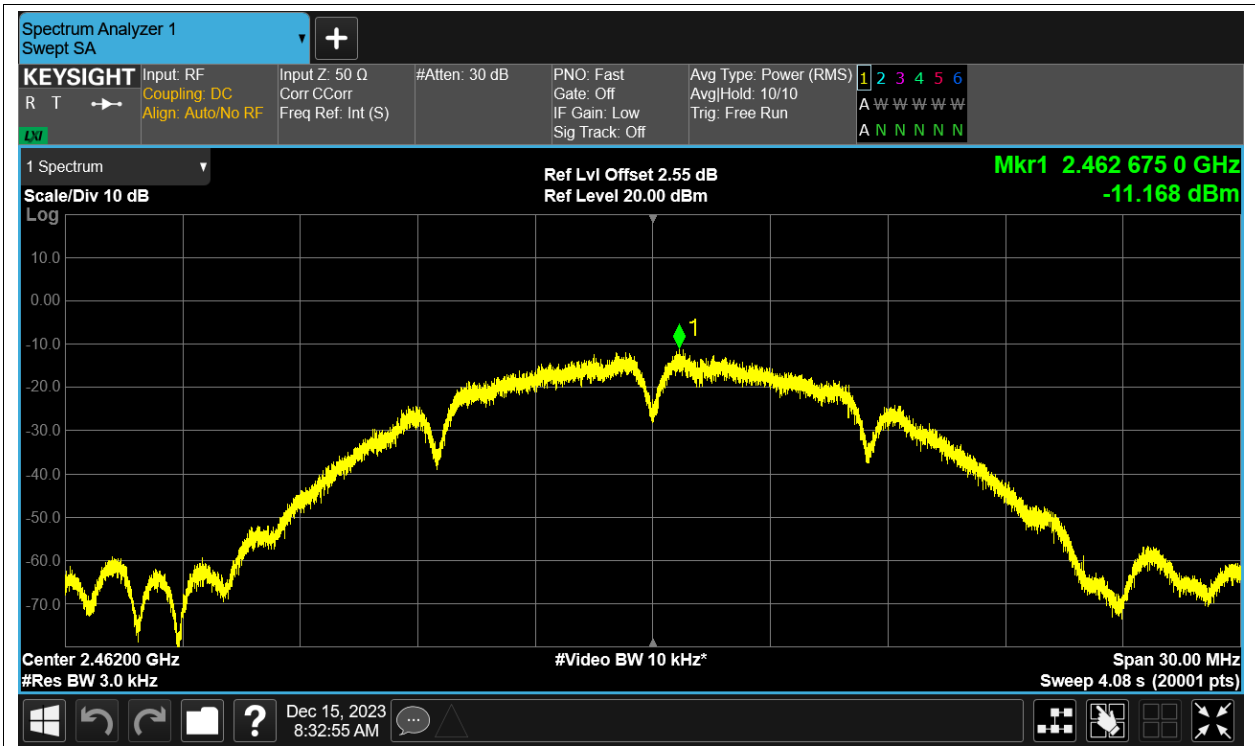 Spectrum Analyzer 1
Swept SA
KEYSIGHT
R T
LXI
Input: RF
Coupling: DC
Align: Auto/No RF
Input Z: 50 Ω
Corr CCorr
Freq Ref: Int (S)
#Atten: 30 dB
PNO: Fast
Gate: Off
IF Gain: Low
Sig Track: Off
Avg Type: Power (RMS)
Avg|Hold: 10/10
Trig: Free Run
1 2 3 4 5 6
A W W W W W
A N N N N N
1 Spectrum
Scale/Div 10 dB
Log
Ref Lvl Offset 2.55 dB
Ref Level 20.00 dBm
Mkr1 2.462 675 0 GHz
-11.168 dBm
10.0
0.00
1
-10.0
-20.0
-30.0
-40.0
-50.0
-60.0
-70.0
Center 2.46200 GHz
#Res BW 3.0 kHz
#Video BW 10 kHz*
Span 30.00 MHz
Sweep 4.08 s (20001 pts)
?
Dec 15, 2023
8:32:55 AM